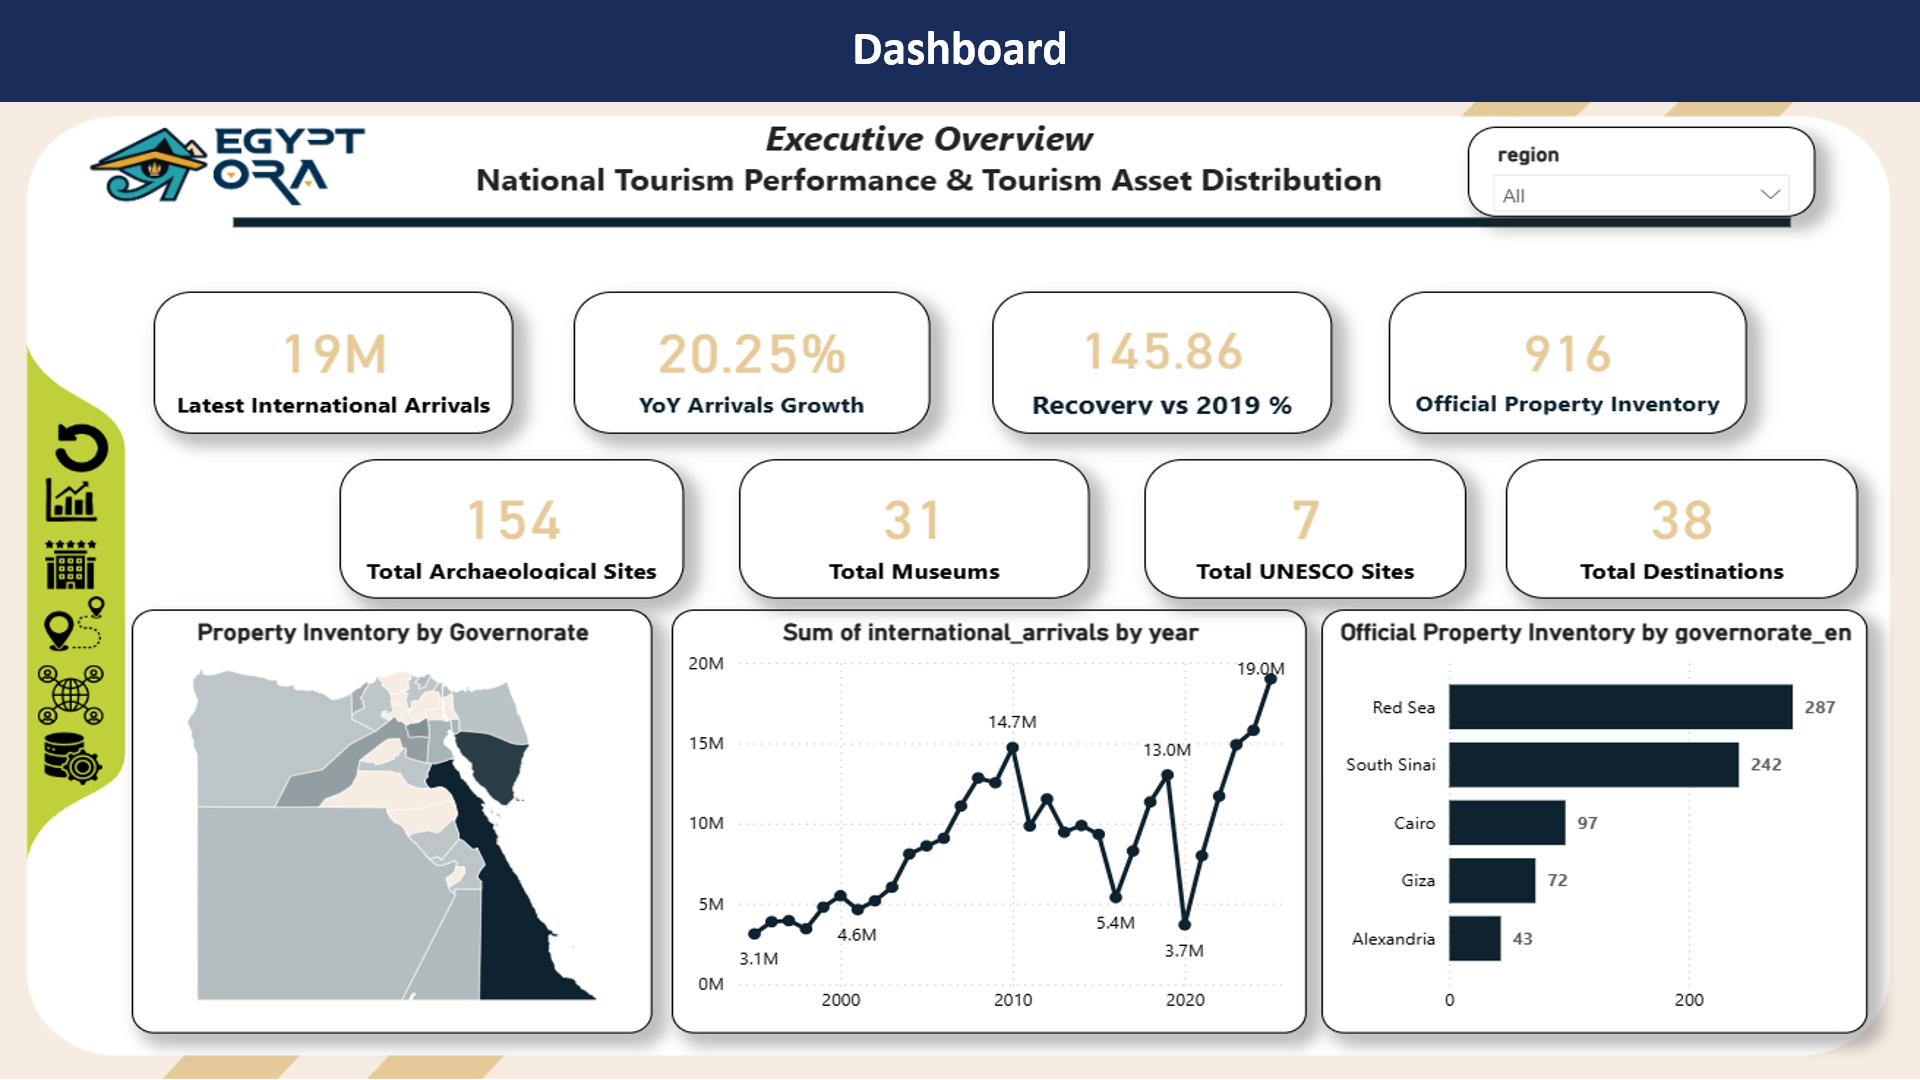 Dashboard
EGYPT
ORA
Executive Overview
National Tourism Performance & Tourism Asset Distribution
region
All
19M
Latest International Arrivals
20.25%
YoY Arrivals Growth
145.86
Recovery vs 2019 %
916
Official Property Inventory
154
Total Archaeological Sites
31
Total Museums
7
Total UNESCO Sites
38
Total Destinations
Property Inventory by Governorate
Sum of international_arrivals by year
20M
15M
10M
5M
0M
3.1M
4.6M
14.7M
5.4M
13.0M
3.7M
19.0M
2000
2010
2020
Official Property Inventory by governorate_en
Red Sea
287
South Sinai
242
Cairo
97
Giza
72
Alexandria
43
0
200